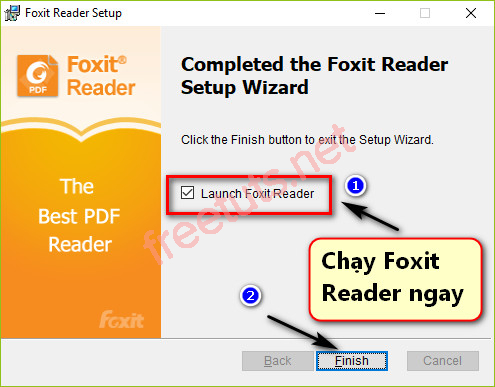 Foxit Reader Setup
Foxit®
Reader
PDF
The
Best PDF
Reader
Foxit
Completed the Foxit Reader
Setup Wizard
Click the Finish button to exit the Setup Wizard.
Launch Foxit Reader
1
Chạy Foxit
Reader ngay
2
Back
Finish
Cancel
freetuts.net